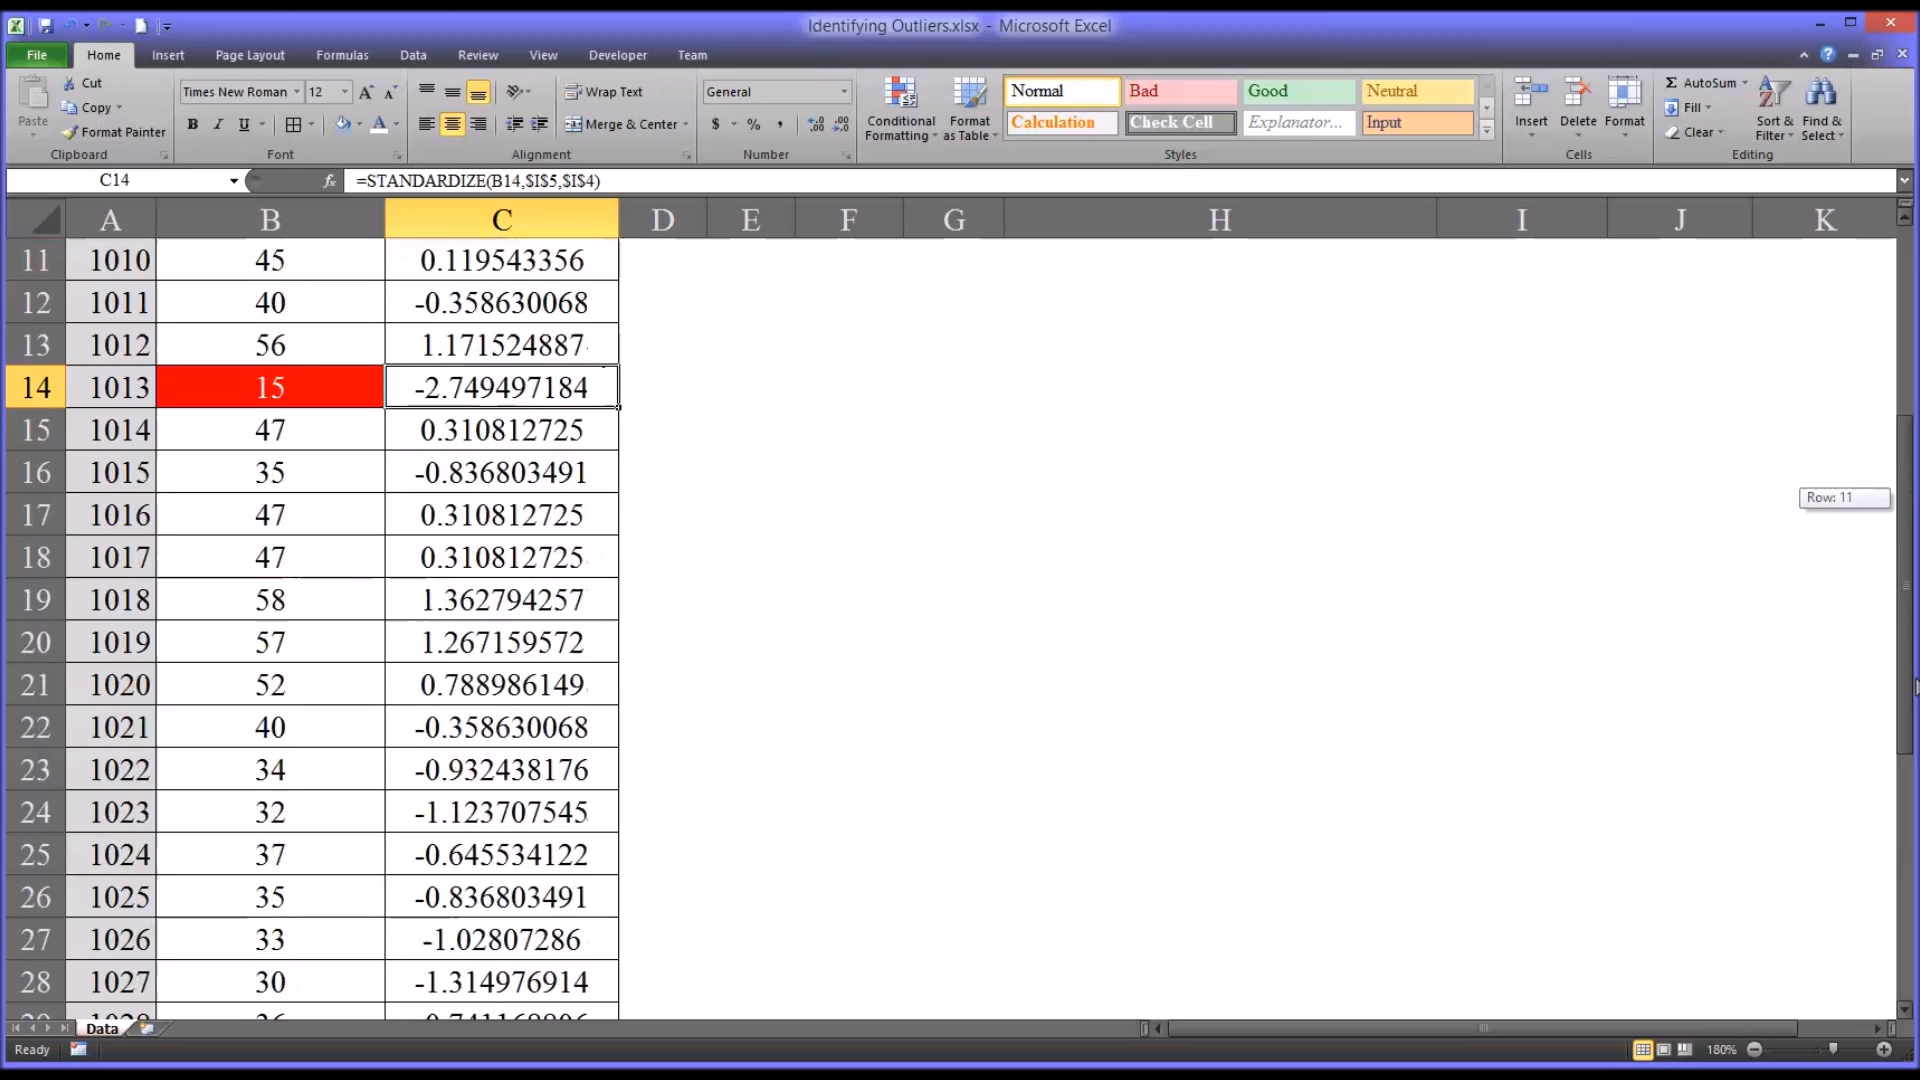 Identifying Outliers.xlsx - Microsoft Excel
File Home Insert Page Layout Formulas Data Review View Developer Team
Paste
Cut
Copy
Format Painter
Clipboard
Times New Roman 12
B I U A
Font
Wrap Text
Merge & Center
Alignment
General
$ % ,
Number
Conditional Formatting
Format as Table
Normal Bad Good Neutral
Calculation Check Cell Explanator... Input
Styles
Insert Delete Format
Cells
Σ AutoSum
Fill
Clear
Sort & Filter
Find & Select
Editing
C14 fx =STANDARDIZE(B14,$I$5,$I$4)
A B C D E F G H I J K
11 1010 45 0.119543356
12 1011 40 -0.358630068
13 1012 56 1.171524887
14 1013 15 -2.749497184
15 1014 47 0.310812725
16 1015 35 -0.836803491
Row: 11
17 1016 47 0.310812725
18 1017 47 0.310812725
19 1018 58 1.362794257
20 1019 57 1.267159572
21 1020 52 0.788986149
22 1021 40 -0.358630068
23 1022 34 -0.932438176
24 1023 32 -1.123707545
25 1024 37 -0.645534122
26 1025 35 -0.836803491
27 1026 33 -1.02807286
28 1027 30 -1.314976914
Data
Ready 180%